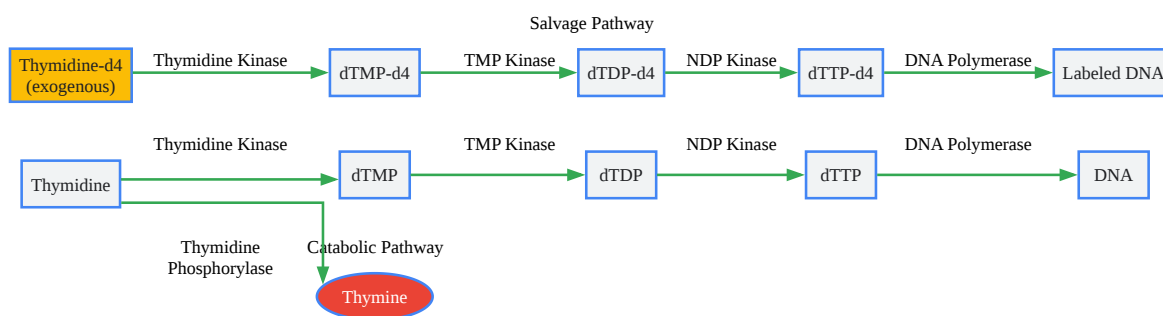 Salvage Pathway
Thymidine-d4
(exogenous)
Thymidine Kinase
dTMP-d4
TMP Kinase
dTDP-d4
NDP Kinase
dTTP-d4
DNA Polymerase
Labeled DNA
Thymidine
Thymidine Kinase
dTMP
TMP Kinase
dTDP
NDP Kinase
dTTP
DNA Polymerase
DNA
Thymidine
Phosphorylase
Catabolic Pathway
Thymine